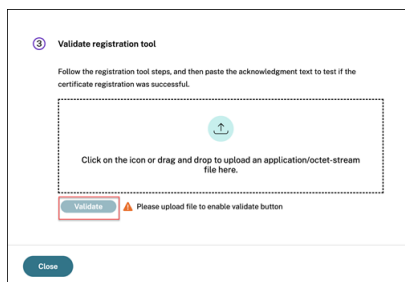 3 Validate registration tool
Follow the registration tool steps, and then paste the acknowledgment text to test if the
certificate registration was successful.
Click on the icon or drag and drop to upload an application/octet-stream
file here.
Validate Please upload file to enable validate button
Close